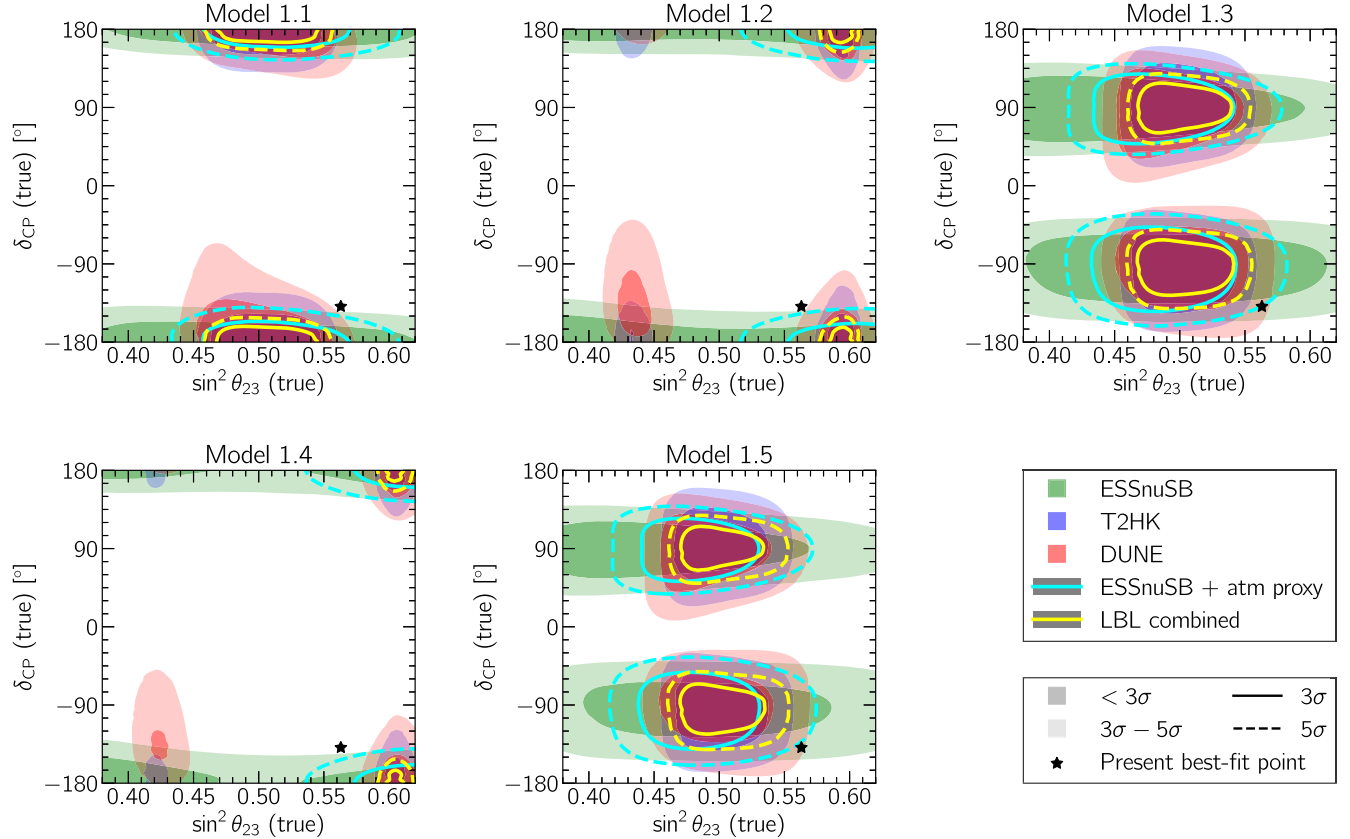 Model 1.1
Model 1.2
Model 1.3
180
90
0
−90
−180
δCP (true) [°]
0.40 0.45 0.50 0.55 0.60
sin² θ23 (true)
180
90
0
−90
−180
δCP (true) [°]
0.40 0.45 0.50 0.55 0.60
sin² θ23 (true)
180
90
0
−90
−180
δCP (true) [°]
0.40 0.45 0.50 0.55 0.60
sin² θ23 (true)
Model 1.4
Model 1.5
180
90
0
−90
−180
δCP (true) [°]
0.40 0.45 0.50 0.55 0.60
sin² θ23 (true)
180
90
0
−90
−180
δCP (true) [°]
0.40 0.45 0.50 0.55 0.60
sin² θ23 (true)
ESSnuSB
T2HK
DUNE
ESSnuSB + atm proxy
LBL combined
< 3σ 3σ
3σ − 5σ 5σ
Present best-fit point